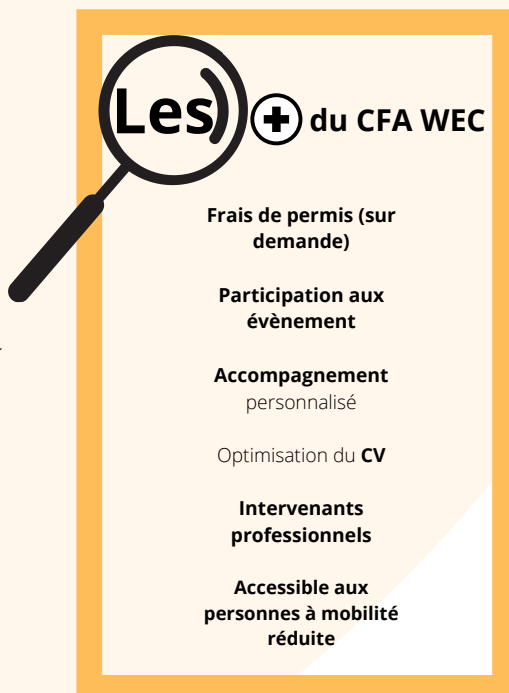 Les + du CFA WEC
Frais de permis (sur
demande)
Participation aux
évènement
Accompagnement
personnalisé
Optimisation du CV
Intervenants
professionnels
Accessible aux
personnes à mobilité
réduite